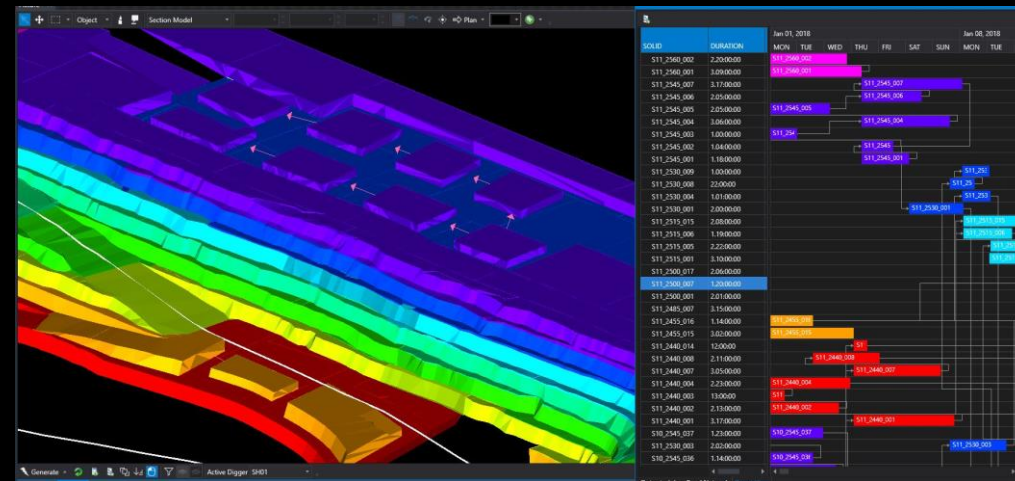 Object
Section Model
Plan
Generate
Active Digger SH01
Jan 01, 2018 Jan 08, 2018
SOLID DURATION MON TUE WED THU FRI SAT SUN MON TUE
S11_2560_002 2.20:00:00 S11_2560_002
S11_2560_001 3.09:00:00 S11_2560_001
S11_2545_007 3.17:00:00 S11_2545_007
S11_2545_006 2.05:00:00 S11_2545_006
S11_2545_005 2.05:00:00 S11_2545_005
S11_2545_004 3.06:00:00 S11_2545_004
S11_2545_003 1.00:00:00 S11_254
S11_2545_002 1.04:00:00 S11_2545
S11_2545_001 1.18:00:00 S11_2545_001
S11_2530_009 1.00:00:00 S11_253
S11_2530_008 22:00:00 S11_25
S11_2530_004 1.01:00:00 S11_253
S11_2530_001 2.00:00:00 S11_2530_001
S11_2515_015 2.08:00:00 S11_2515_015
S11_2515_006 1.19:00:00 S11_2515_006
S11_2515_005 2.22:00:00
S11_2515_001 3.10:00:00
S11_2500_017 2.06:00:00
S11_2500_007 1.20:00:00
S11_2500_001 2.01:00:00
S11_2485_007 3.15:00:00
S11_2455_016 1.14:00:00 S11_2455_016
S11_2455_015 3.02:00:00 S11_2455_015
S11_2440_014 12:00:00 S1
S11_2440_008 2.11:00:00 S11_2440_008
S11_2440_007 3.05:00:00 S11_2440_007
S11_2440_004 2.23:00:00 S11_2440_004
S11_2440_003 13:00:00 S11
S11_2440_002 2.13:00:00 S11_2440_002
S11_2440_001 3.17:00:00 S11_2440_001
S10_2545_037 1.23:00:00 S10_2545_037
S11_2530_003 2.02:00:00 S11_2530_003
S10_2545_036 1.14:00:00 S10_2545_036